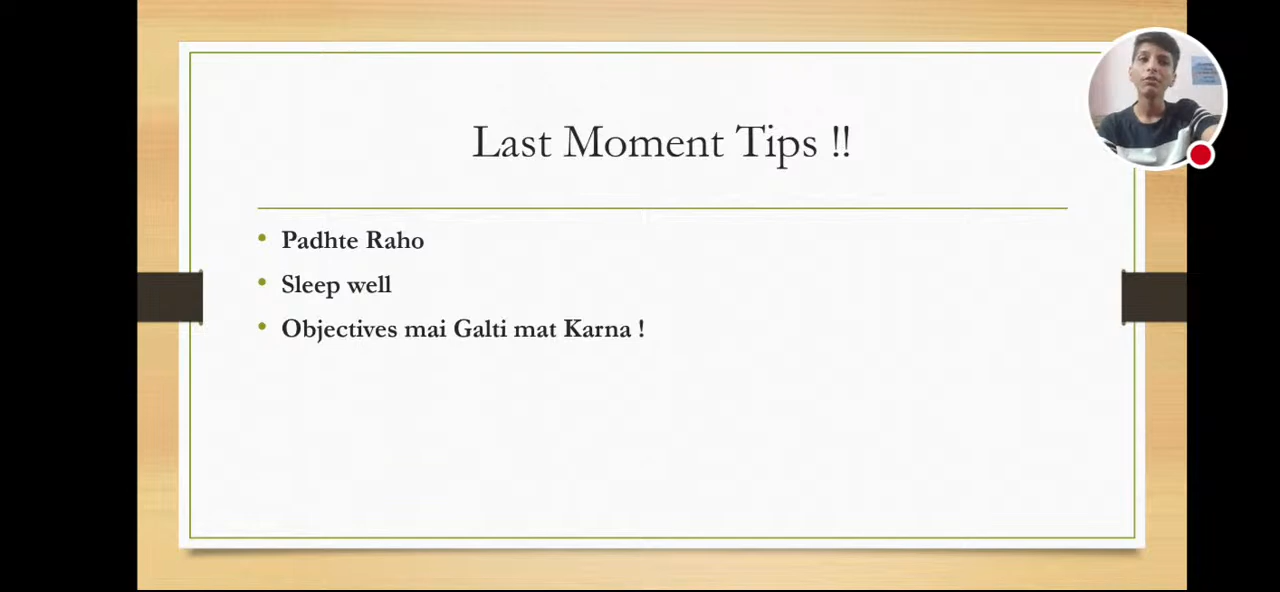 Last Moment Tips !!
Padhte Raho
Sleep well
Objectives mai Galti mat Karna !